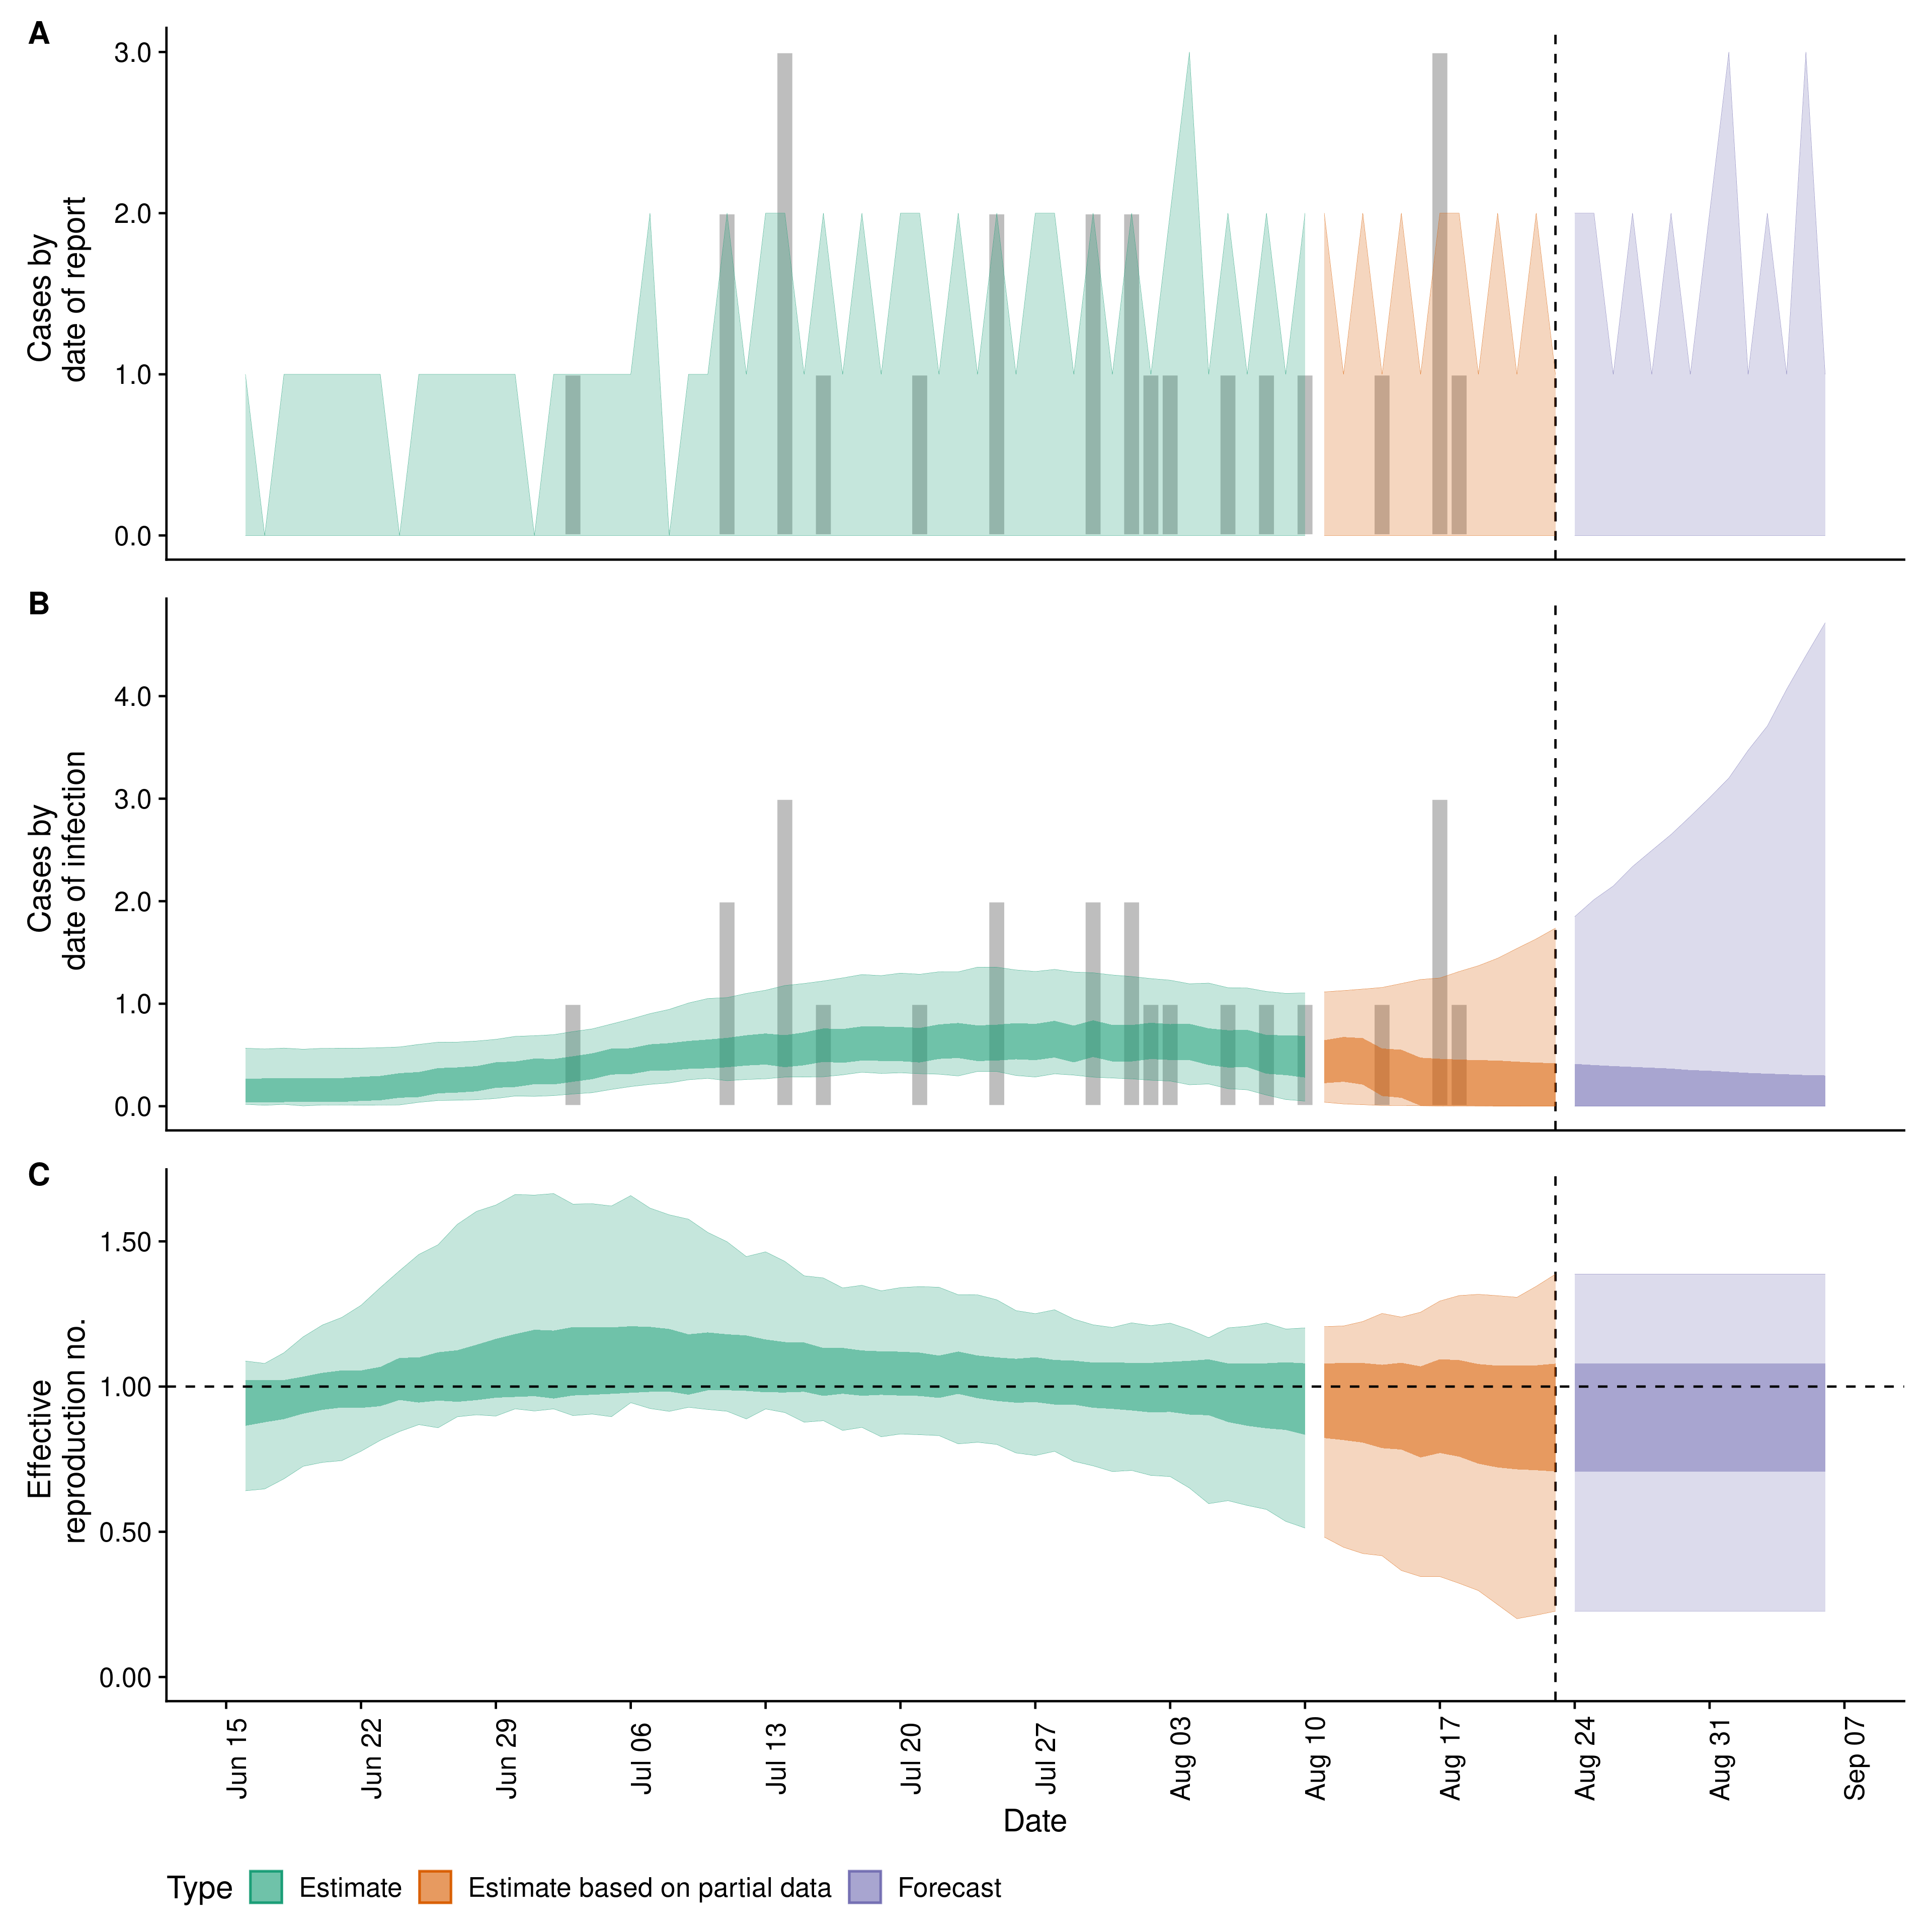 A
Cases by
date of report
3.0
2.0
1.0
0.0
B
Cases by
date of infection
4.0
3.0
2.0
1.0
0.0
C
Effective
reproduction no.
1.50
1.00
0.50
0.00
Jun 15
Jun 22
Jun 29
Jul 06
Jul 13
Jul 20
Jul 27
Aug 03
Aug 10
Aug 17
Aug 24
Aug 31
Sep 07
Date
Type Estimate Estimate based on partial data Forecast